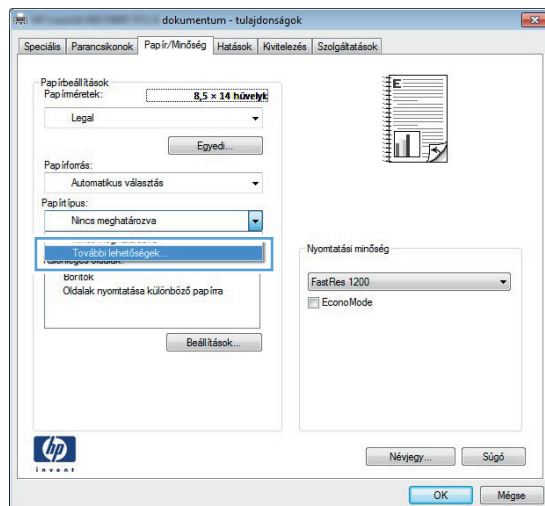 dokumentum - tulajdonságok
Speciális Parancsikonok Papír/Minőség Hatások Kivitelezés Szolgáltatások
Papírbeállítások
Papírméretek: 8,5 × 14 hüvelyk
Legal
Egyedi...
Papírforrás:
Automatikus választás
Papírtípus:
Nincs meghatározva
További lehetőségek...
Borítók
Oldalak nyomtatása különböző papírra
Beállítások...
E
Nyomtatási minőség
FastRes 1200
EconoMode
hp
invent
Névjegy... Súgó
OK Mégse